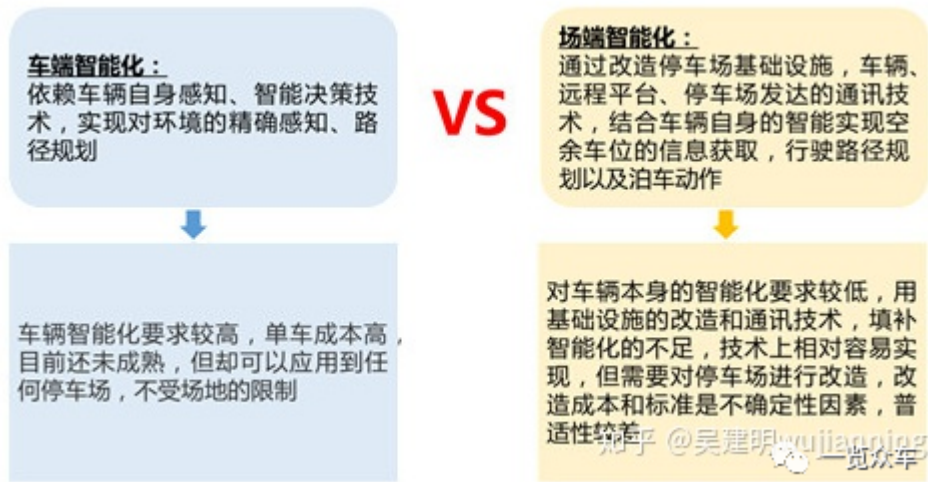 车端智能化：
依赖车辆自身感知、智能决策技
术，实现对环境的精确感知、路
径规划
VS
场端智能化：
通过改造停车场基础设施，车辆、
远程平台、停车场发达的通讯技
术，结合车辆自身的智能实现空
余车位的信息获取，行驶路径规
划以及泊车动作
车辆智能化要求较高，单车成本高，
目前还未成熟，但却可以应用到任
何停车场，不受场地的限制
对车辆本身的智能化要求较低，用
基础设施的改造和通讯技术，填补
智能化的不足，技术上相对容易实
现，但需要对停车场进行改造，改
造成本和标准是不确定性因素，普
适性较差
知乎 @吴建明wujianming
一览众车